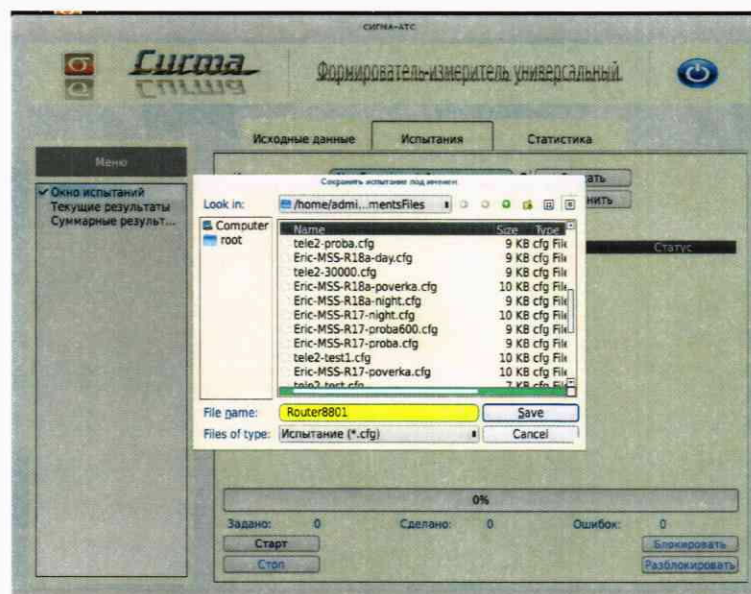 СИГМА-АТС
σ Сигма Формирователь-измеритель универсальный
Исходные данные Испытания Статистика
Меню
✔ Окно испытаний
Текущие результаты
Суммарные результ...
Статус
Сохранить испытание под именем
Look in: /home/admi...mentsFiles
Computer
root
Name Size Type
tele2-proba.cfg 9 KB cfg File
Eric-MSS-R18a-day.cfg 9 KB cfg File
tele2-30000.cfg 9 KB cfg File
Eric-MSS-R18a-poverka.cfg 10 KB cfg File
Eric-MSS-R18a-night.cfg 9 KB cfg File
Eric-MSS-R17-night.cfg 10 KB cfg File
Eric-MSS-R17-proba600.cfg 9 KB cfg File
Eric-MSS-R17-proba.cfg 9 KB cfg File
tele2-test1.cfg 10 KB cfg File
Eric-MSS-R17-poverka.cfg 10 KB cfg File
tele2-test.cfg 7 KB cfg File
File name: Router8801 Save
Files of type: Испытание (*.cfg) Cancel
0%
Задано: 0 Сделано: 0 Ошибок: 0
Старт Блокировать
Стоп Разблокировать